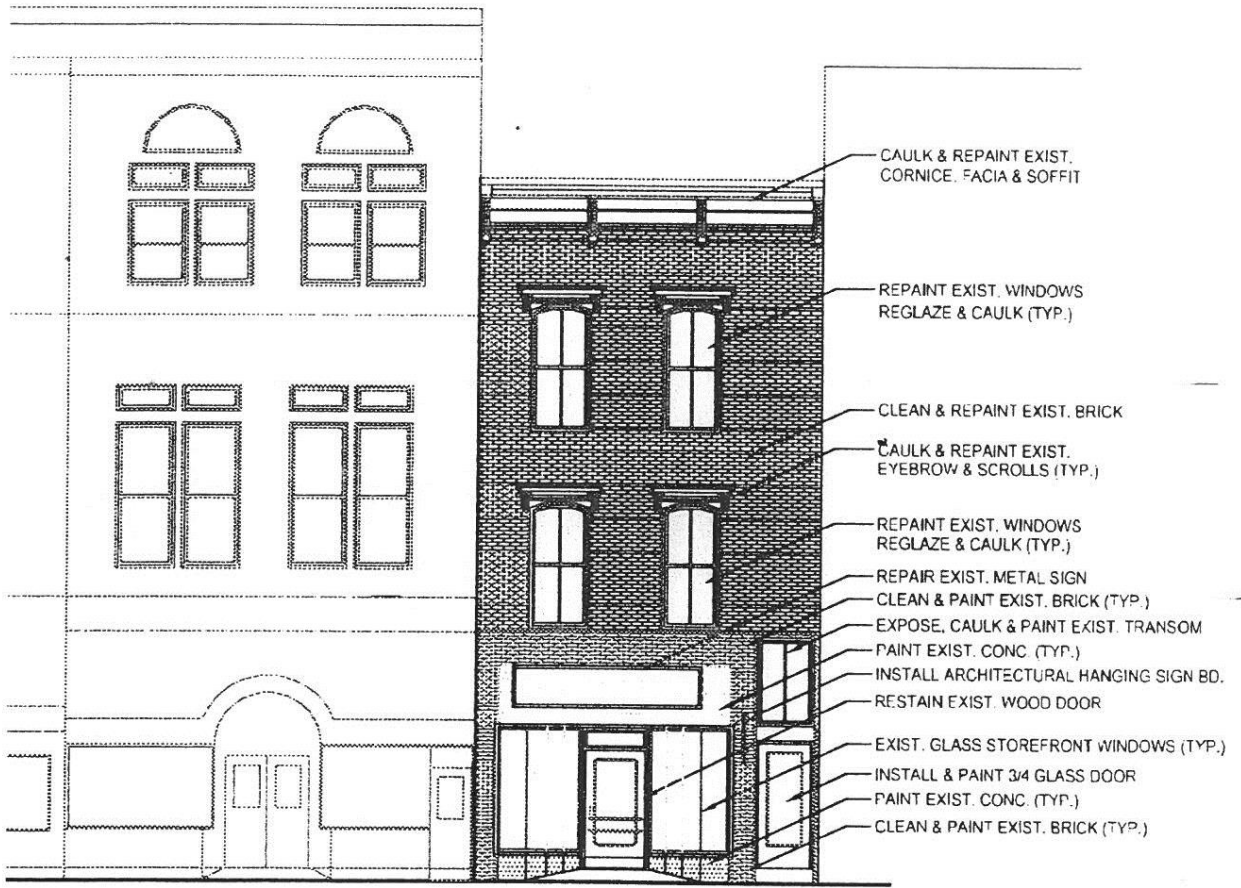 CAULK & REPAINT EXIST.
CORNICE, FACIA & SOFFIT
REPAINT EXIST. WINDOWS
REGLAZE & CAULK (TYP.)
CLEAN & REPAINT EXIST. BRICK
CAULK & REPAINT EXIST.
EYEBROW & SCROLLS (TYP.)
REPAINT EXIST. WINDOWS
REGLAZE & CAULK (TYP.)
REPAIR EXIST. METAL SIGN
CLEAN & PAINT EXIST. BRICK (TYP.)
EXPOSE, CAULK & PAINT EXIST. TRANSOM
PAINT EXIST. CONC. (TYP.)
INSTALL ARCHITECTURAL HANGING SIGN BD.
RESTAIN EXIST. WOOD DOOR
EXIST. GLASS STOREFRONT WINDOWS (TYP.)
INSTALL & PAINT 3/4 GLASS DOOR
PAINT EXIST. CONC. (TYP.)
CLEAN & PAINT EXIST. BRICK (TYP.)